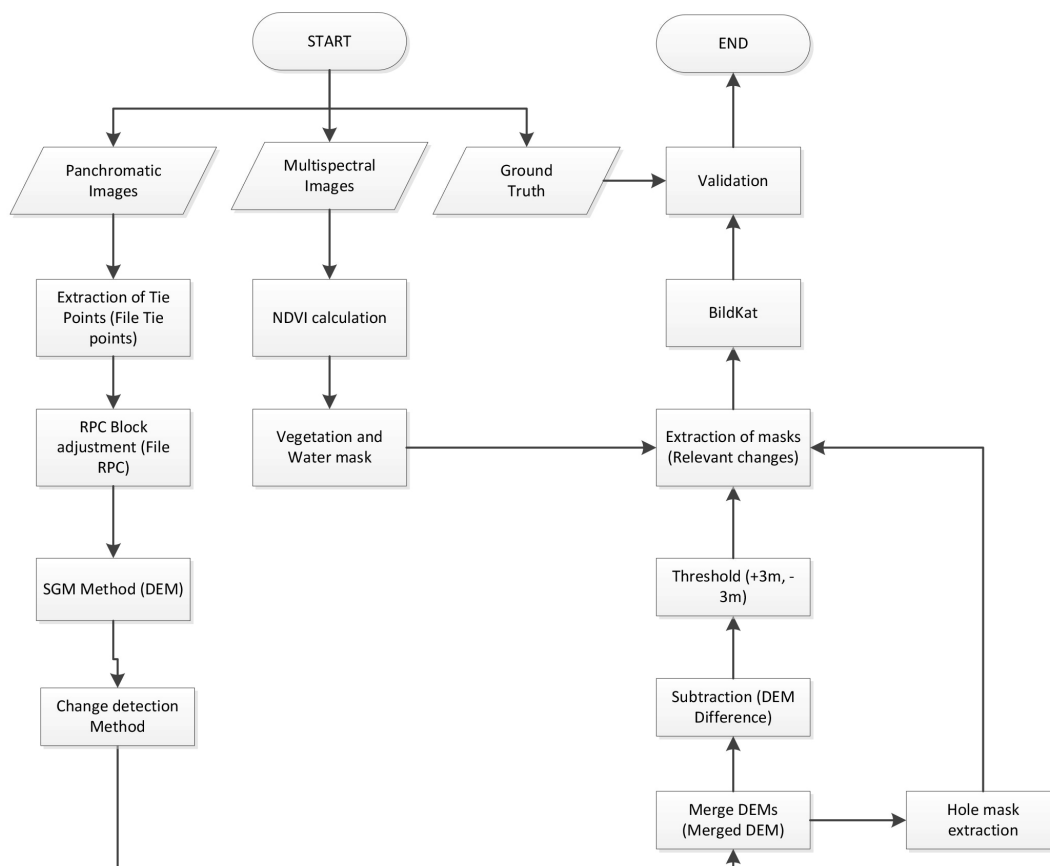 START
END
Panchromatic
Images
Multispectral
Images
Ground
Truth
Validation
Extraction of Tie
Points (File Tie
points)
NDVI calculation
BildKat
RPC Block
adjustment (File
RPC)
Vegetation and
Water mask
Extraction of masks
(Relevant changes)
SGM Method (DEM)
Threshold (+3m, -
3m)
Change detection
Method
Subtraction (DEM
Difference)
Merge DEMs
(Merged DEM)
Hole mask
extraction